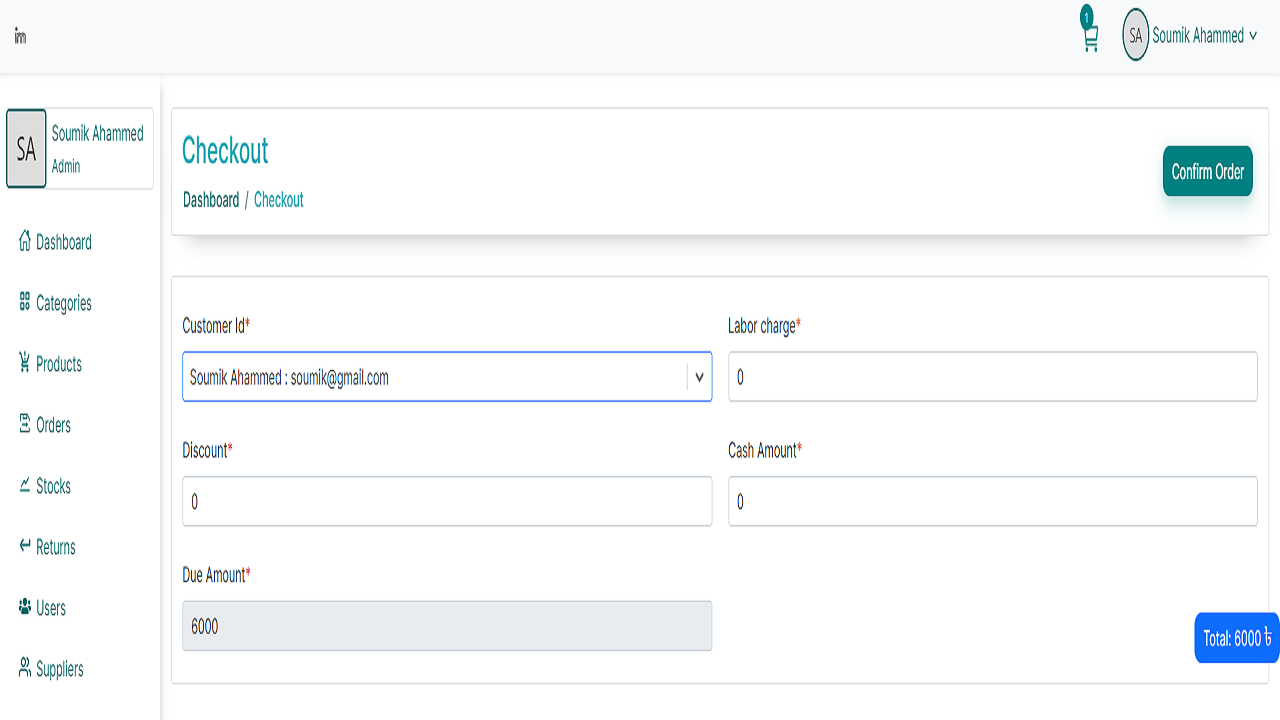 im
1
SA Soumik Ahammed
SA
Soumik Ahammed
Admin
Dashboard
Categories
Products
Orders
Stocks
Returns
Users
Suppliers
Checkout
Dashboard / Checkout
Confirm Order
Customer Id*
Soumik Ahammed : soumik@gmail.com
Labor charge*
0
Discount*
0
Cash Amount*
0
Due Amount*
6000
Total: 6000 ৳